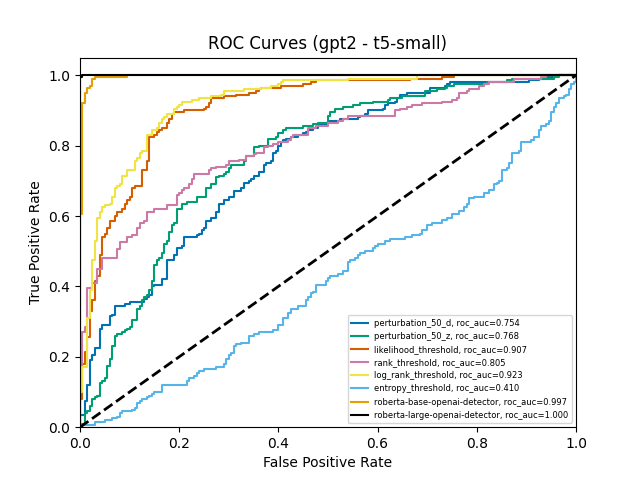 ROC Curves (gpt2 - t5-small)
True Positive Rate
1.0
0.8
0.6
0.4
0.2
0.0
perturbation_50_d, roc_auc=0.754
perturbation_50_z, roc_auc=0.768
likelihood_threshold, roc_auc=0.907
rank_threshold, roc_auc=0.805
log_rank_threshold, roc_auc=0.923
entropy_threshold, roc_auc=0.410
roberta-base-openai-detector, roc_auc=0.997
roberta-large-openai-detector, roc_auc=1.000
0.0 0.2 0.4 0.6 0.8 1.0
False Positive Rate